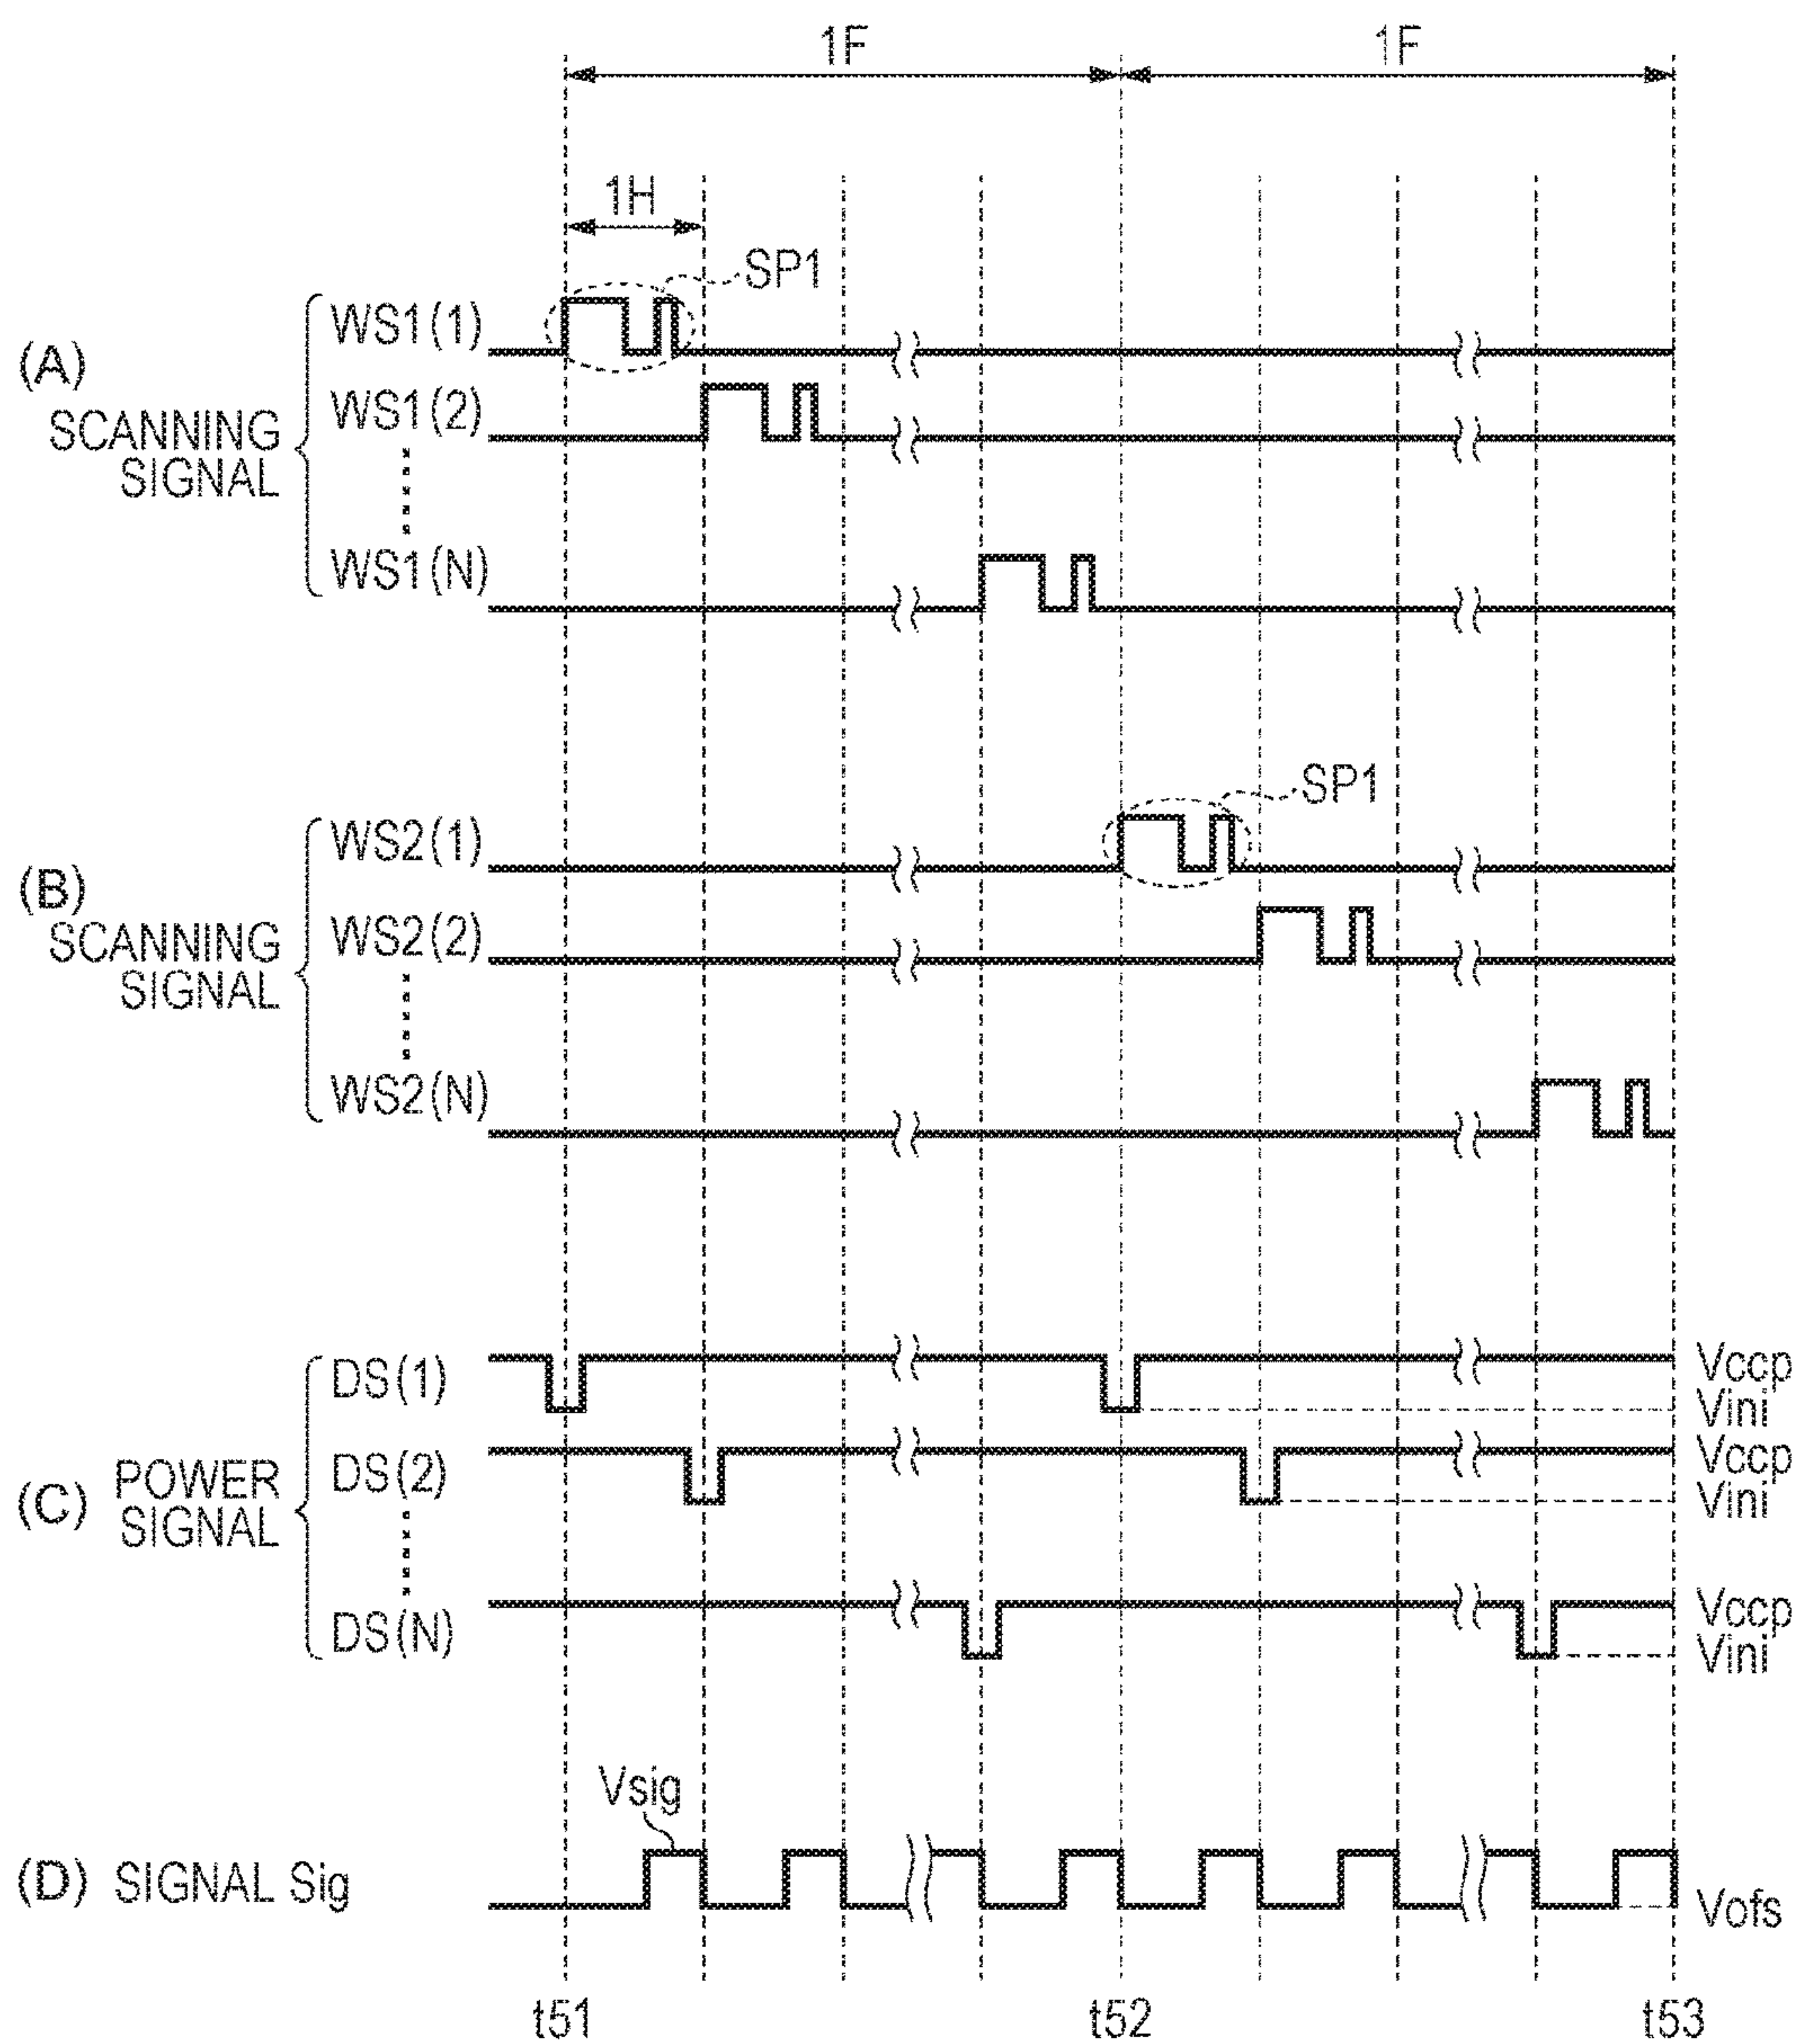 1F 1F
1H
SP1
(A) SCANNING SIGNAL
WS1(1)
WS1(2)
WS1(N)
SP1
(B) SCANNING SIGNAL
WS2(1)
WS2(2)
WS2(N)
(C) POWER SIGNAL
DS(1) Vccp
Vini
DS(2) Vccp
Vini
DS(N) Vccp
Vini
Vsig
(D) SIGNAL Sig Vofs
t51 t52 t53